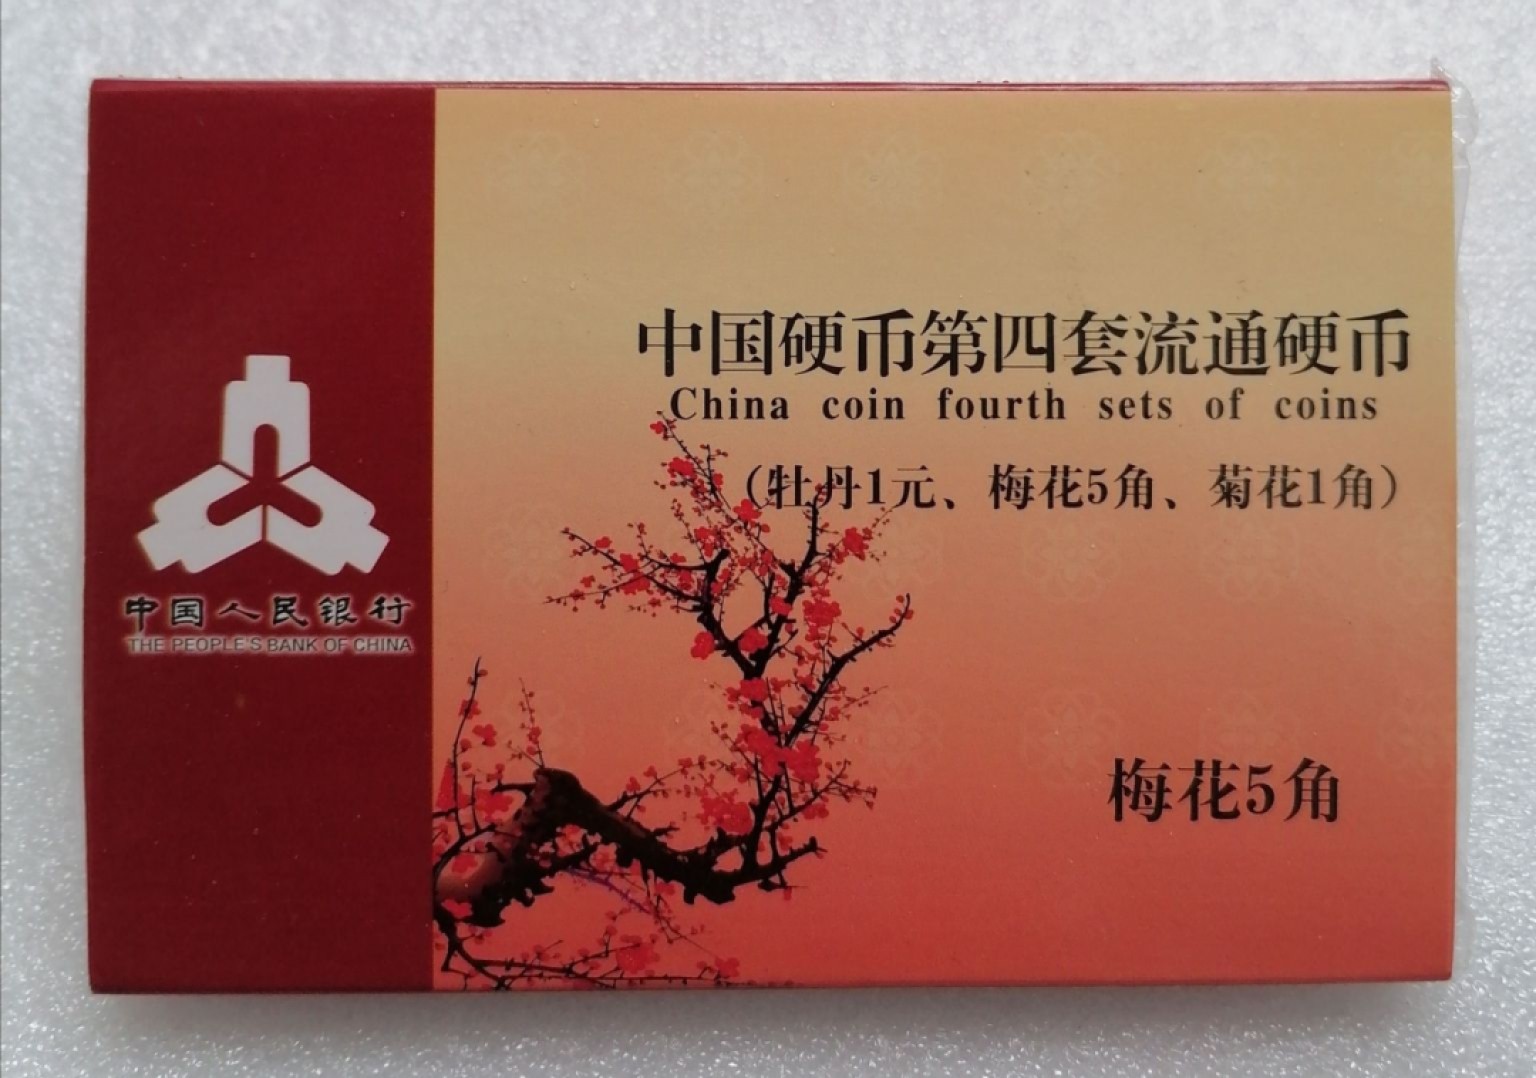 中国硬币第四套流通硬币
China coin fourth sets of coins
（牡丹1元、梅花5角、菊花1角）
中国人民银行
THE PEOPLE'S BANK OF CHINA
梅花5角